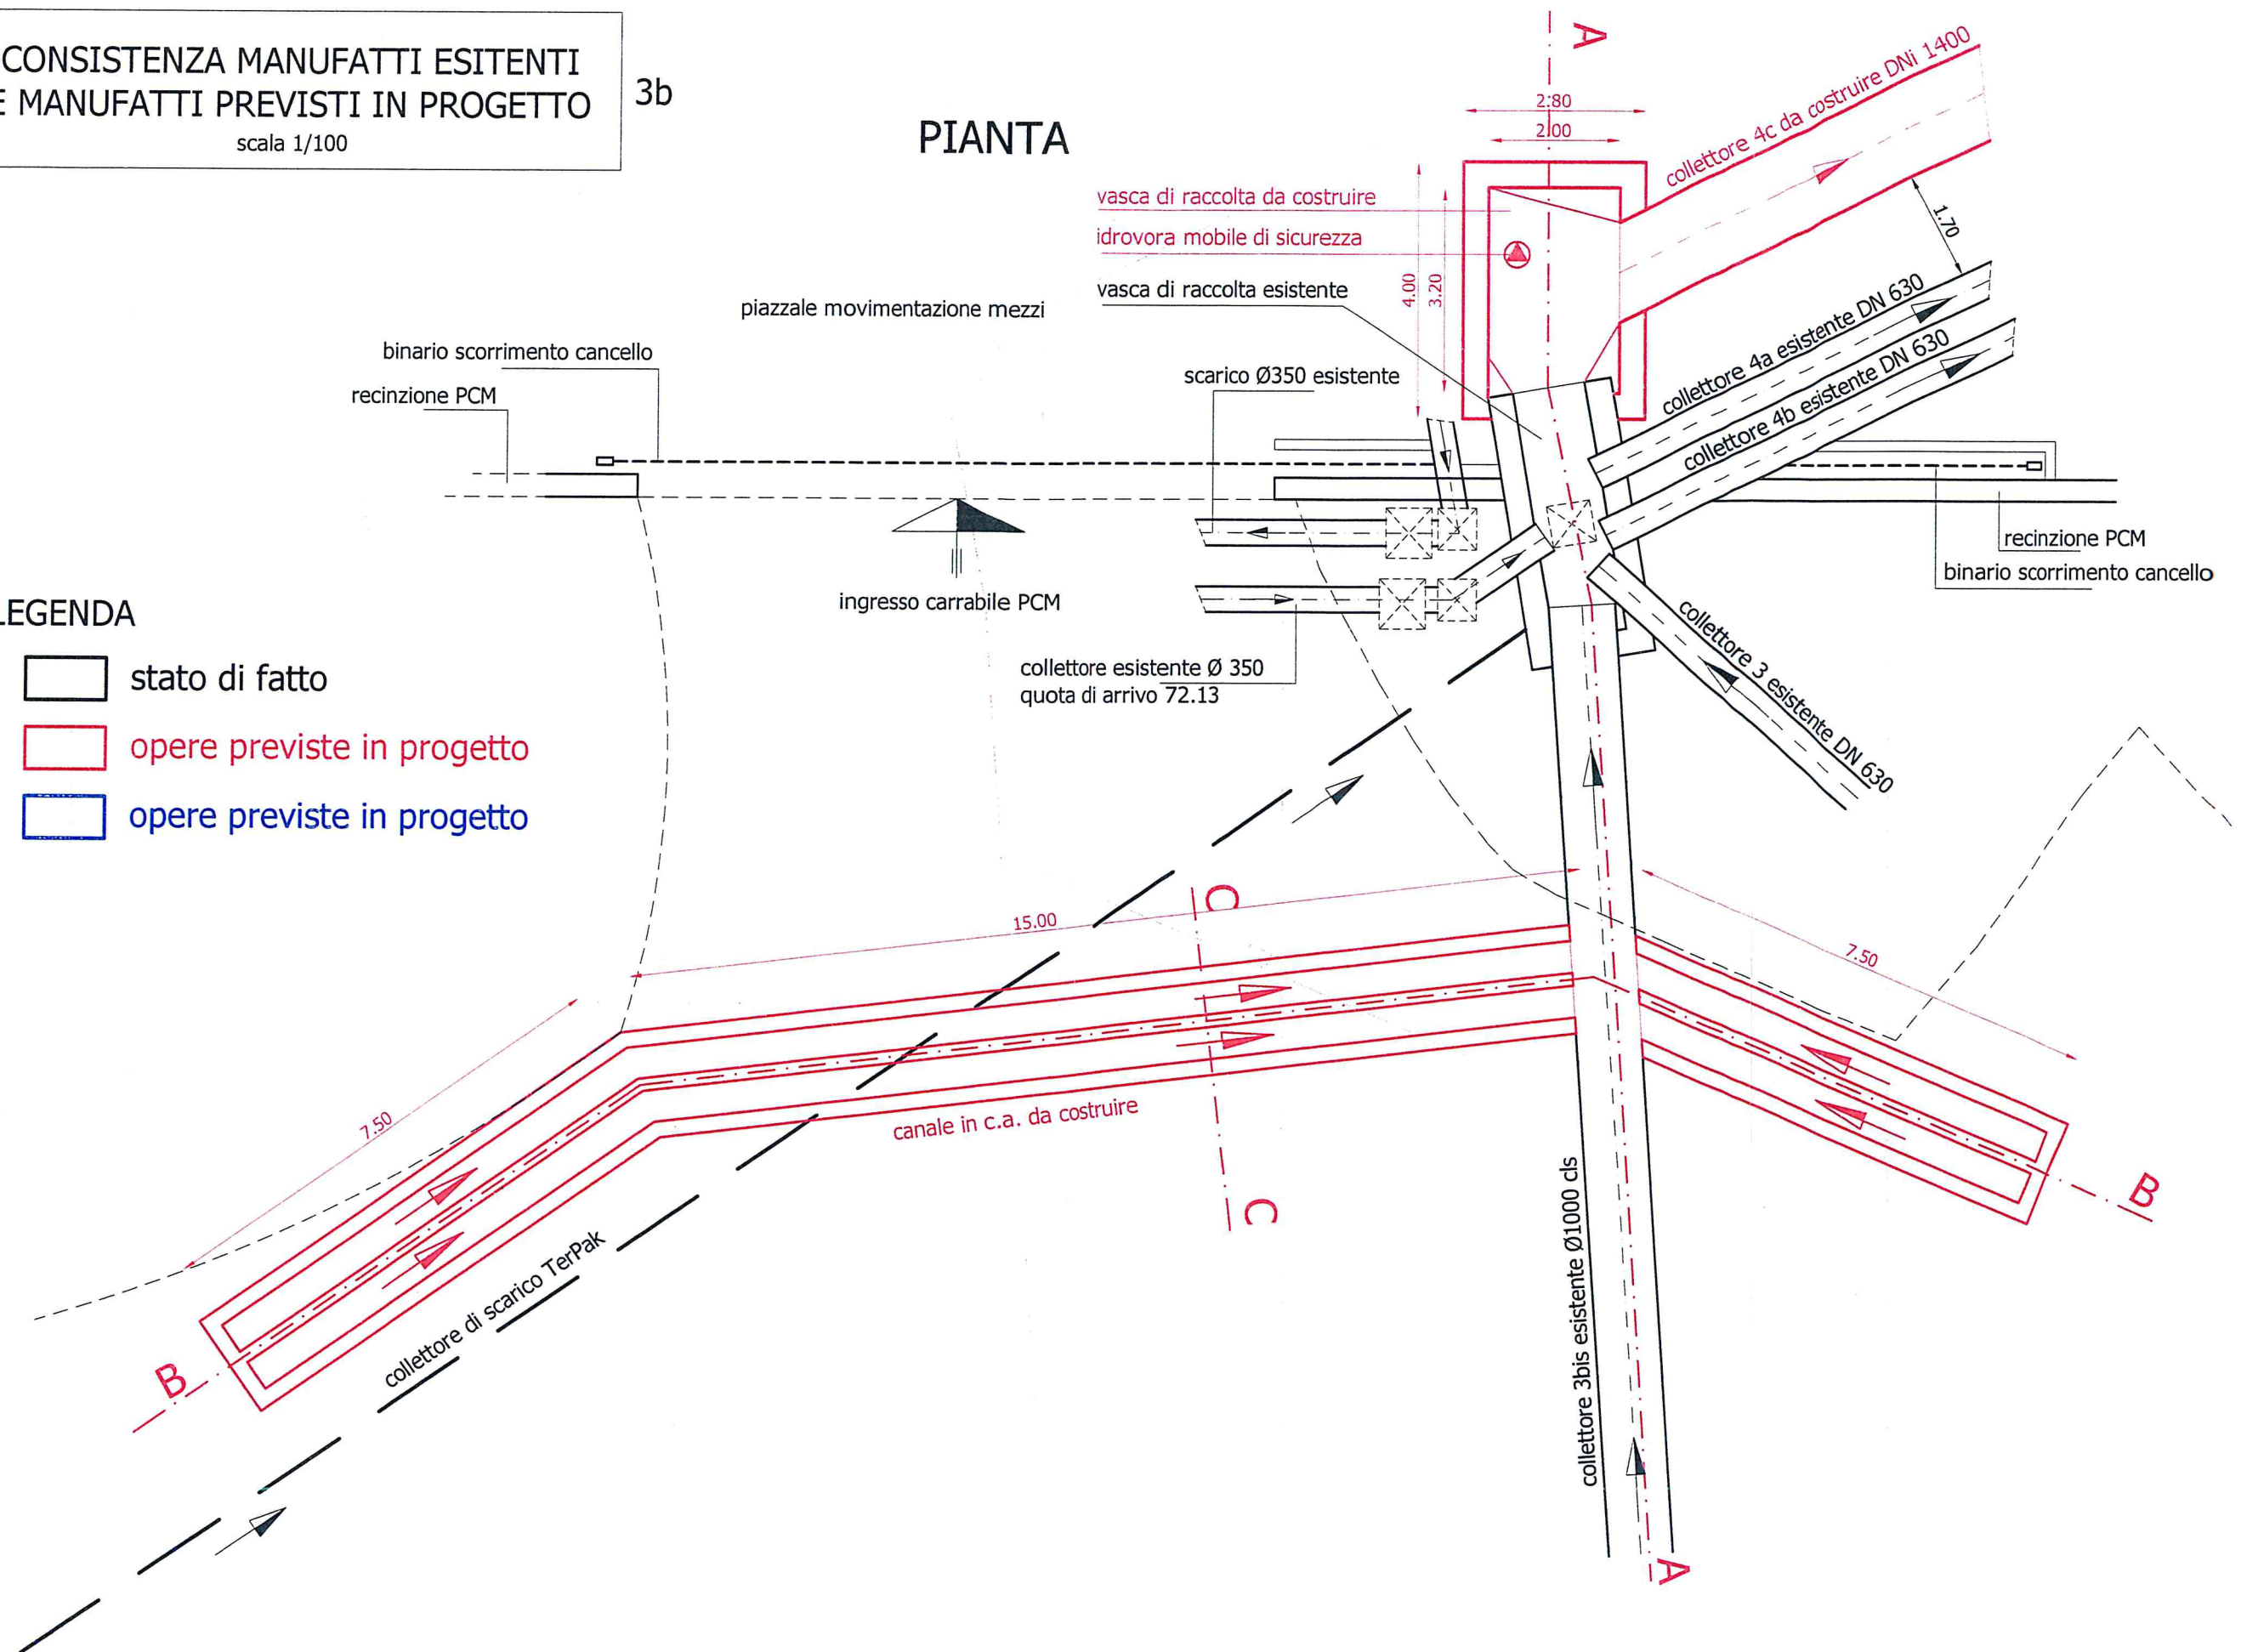 CONSISTENZA MANUFATTI ESITENTI
E MANUFATTI PREVISTI IN PROGETTO
scala 1/100
3b
PIANTA
A
2.80
2.00
collettore 4c da costruire DNi 1400
vasca di raccolta da costruire
idrovora mobile di sicurezza
vasca di raccolta esistente
4.00
3.20
1.70
piazzale movimentazione mezzi
binario scorrimento cancello
recinzione PCM
scarico Ø350 esistente
collettore 4a esistente DN 630
collettore 4b esistente DN 630
recinzione PCM
binario scorrimento cancello
ingresso carrabile PCM
collettore esistente Ø 350
quota di arrivo 72.13
collettore 3 esistente DN 630
LEGENDA
stato di fatto
opere previste in progetto
opere previste in progetto
C
15.00
7.50
7.50
canale in c.a. da costruire
C
B
B
collettore di scarico TerPak
collettore 3bis esistente Ø1000 cls
A